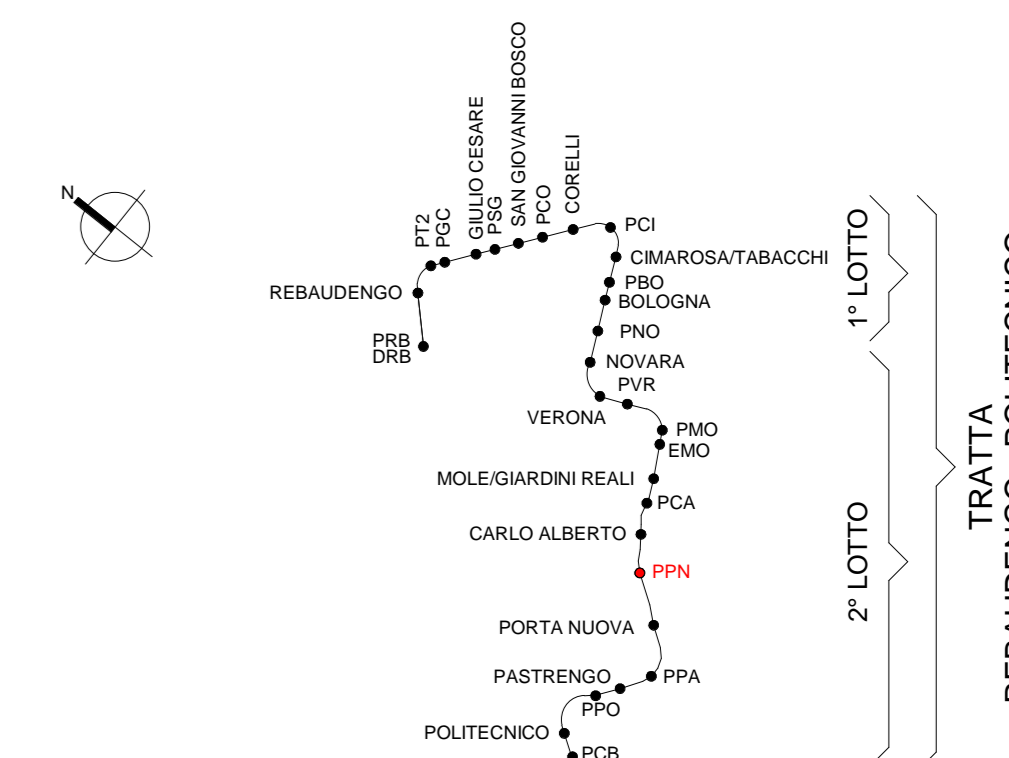 N
PT2
PGC
GIULIO CESARE
PSG
SAN GIOVANNI BOSCO
PCO
CORELLI
PCI
CIMAROSA/TABACCHI
PBO
BOLOGNA
REBAUDENGO
PNO
PRB
DRB
NOVARA
PVR
VERONA
PMO
EMO
MOLE/GIARDINI REALI
PCA
CARLO ALBERTO
PPN
PORTA NUOVA
PASTRENGO
PPA
PPO
POLITECNICO
PCB
1° LOTTO
2° LOTTO
TRATTA